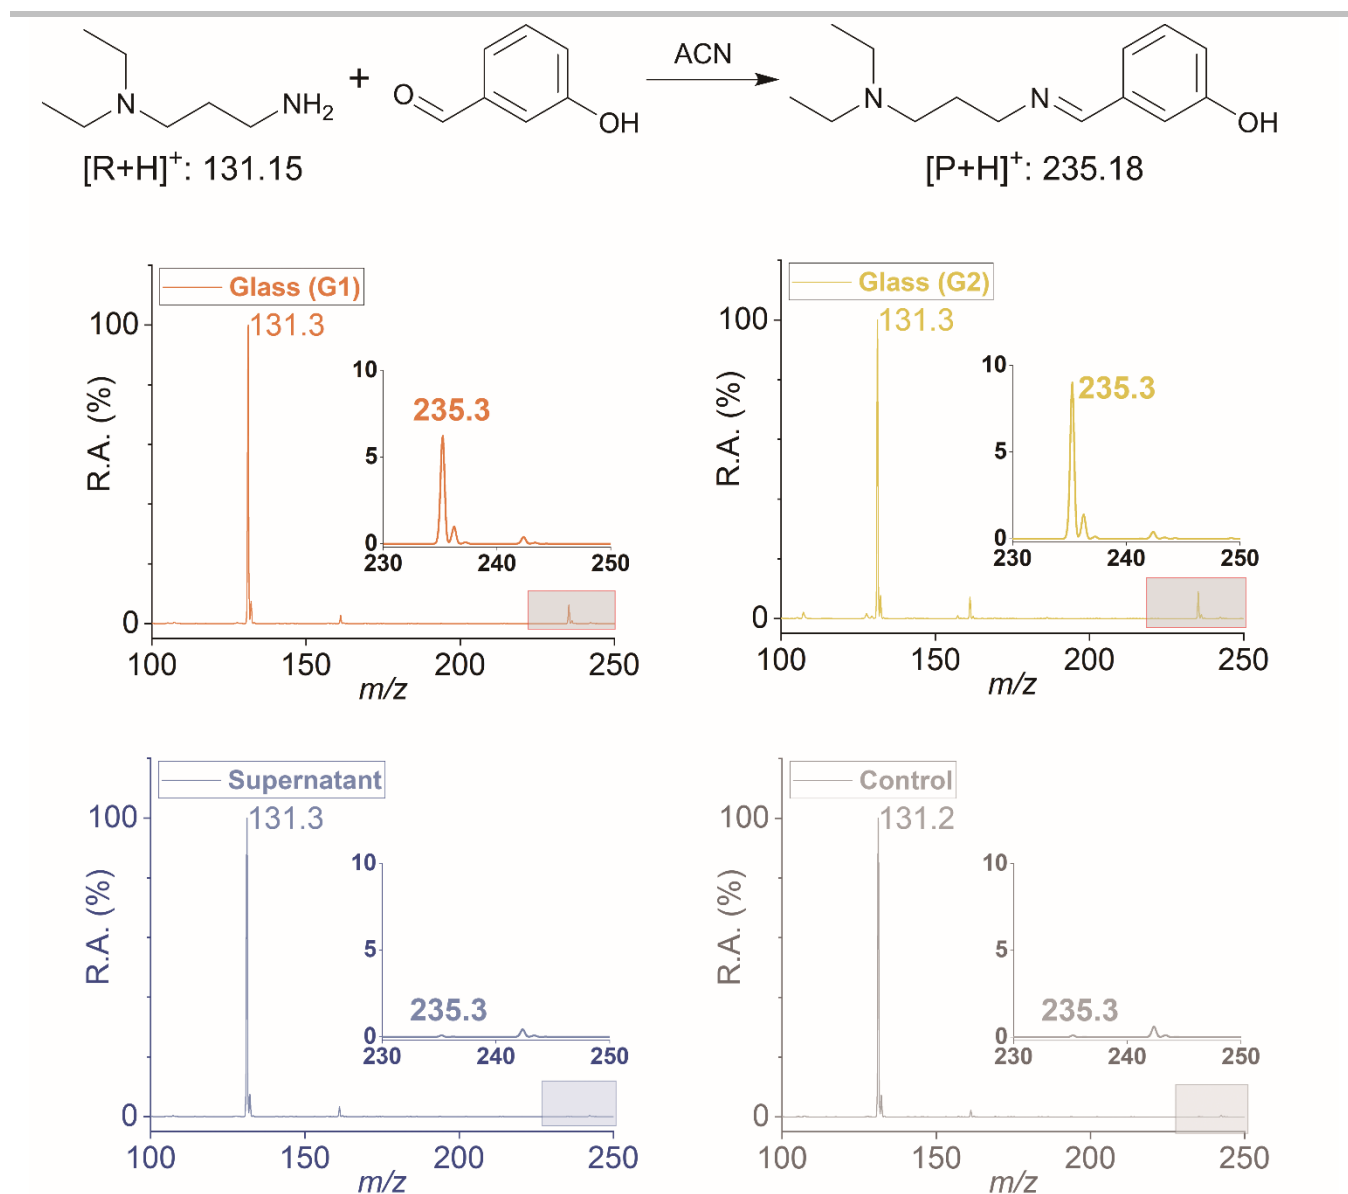 ACN
N
NH2
+
O
OH
N
N
OH
[R+H]+: 131.15
[P+H]+: 235.18
Glass (G1)
131.3
100
0
R.A. (%)
10
5
0
235.3
230
240
250
100
150
200
250
m/z
Glass (G2)
131.3
100
0
R.A. (%)
10
5
0
235.3
230
240
250
100
150
200
250
m/z
Supernatant
131.3
100
0
R.A. (%)
10
5
0
235.3
230
240
250
100
150
200
250
m/z
Control
131.2
100
0
R.A. (%)
10
5
0
235.3
230
240
250
100
150
200
250
m/z